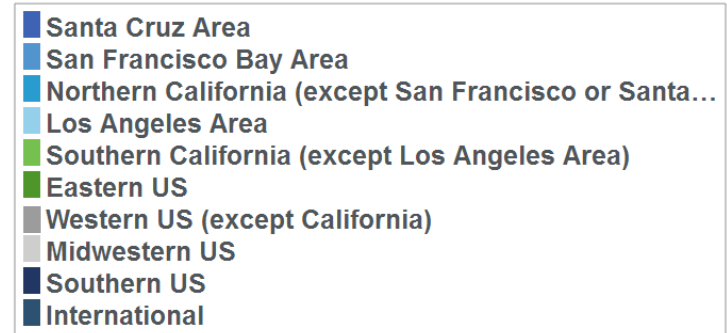 Santa Cruz Area
San Francisco Bay Area
Northern California (except San Francisco or Santa…
Los Angeles Area
Southern California (except Los Angeles Area)
Eastern US
Western US (except California)
Midwestern US
Southern US
International